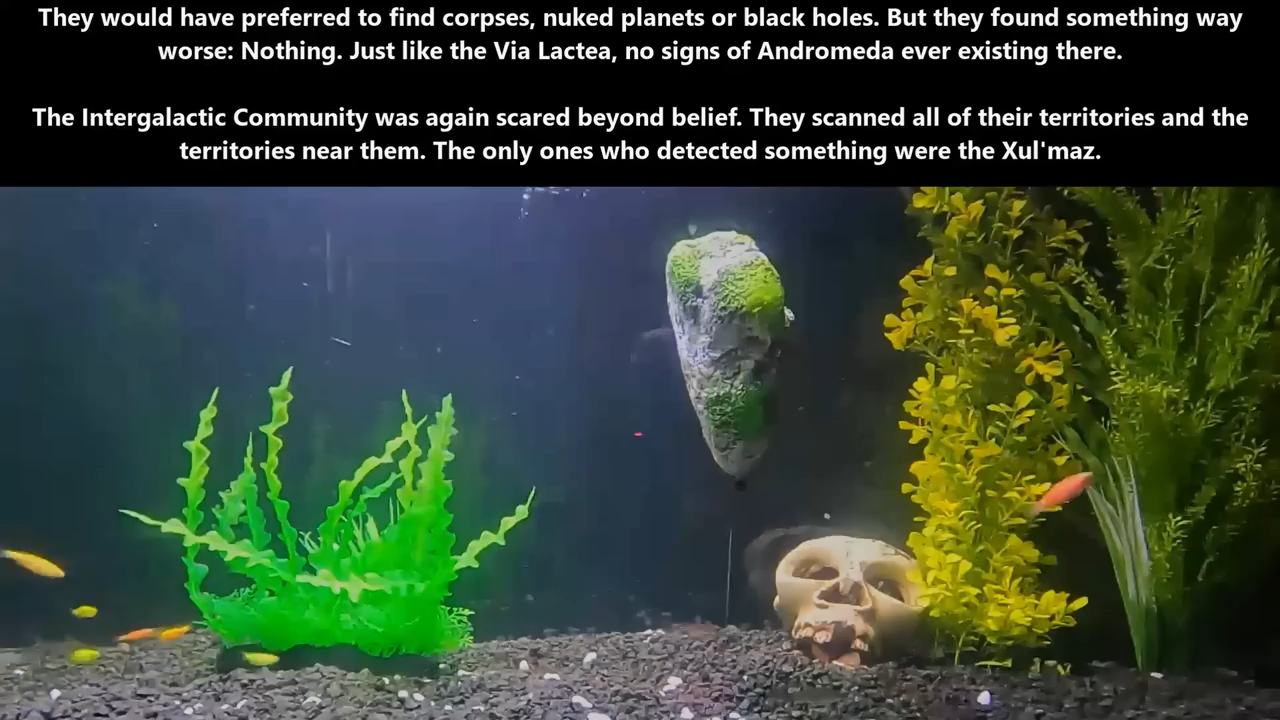 They would have preferred to find corpses, nuked planets or black holes. But they found something way
worse: Nothing. Just like the Via Lactea, no signs of Andromeda ever existing there.
The Intergalactic Community was again scared beyond belief. They scanned all of their territories and the
territories near them. The only ones who detected something were the Xul'maz.